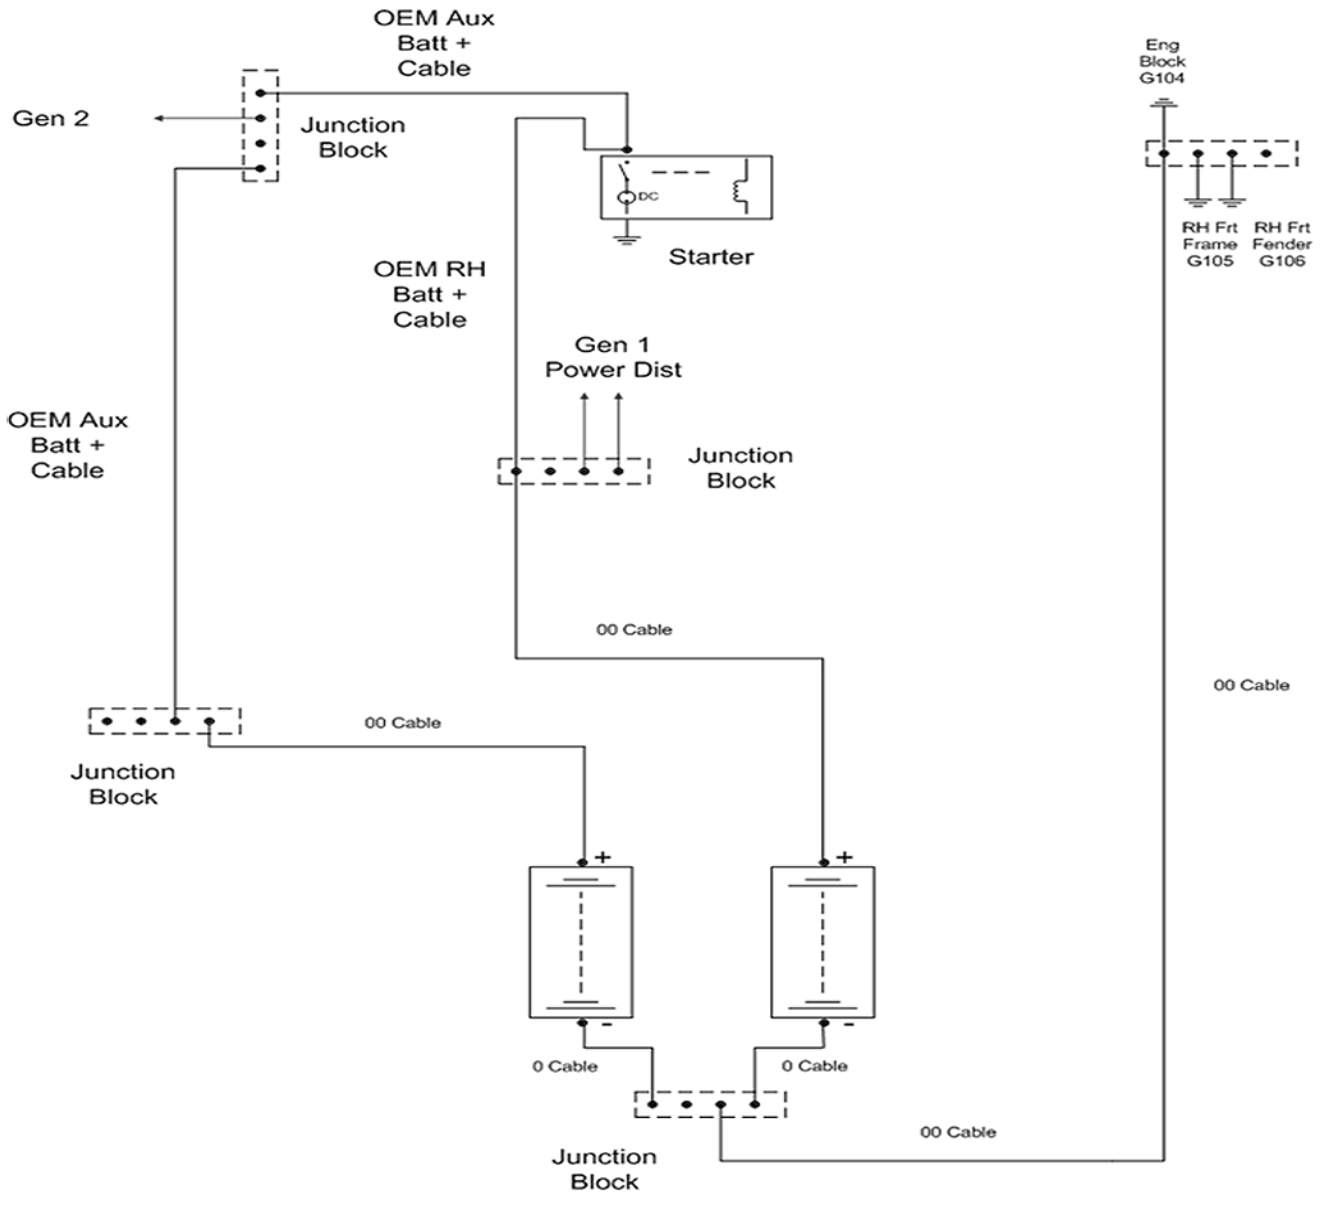 OEM Aux
Batt +
Cable
Eng
Block
G104
Gen 2
Junction
Block
DC
Starter
RH Frt
Frame
G105
RH Frt
Fender
G106
OEM RH
Batt +
Cable
Gen 1
Power Dist
OEM Aux
Batt +
Cable
Junction
Block
00 Cable
00 Cable
00 Cable
Junction
Block
+
+
-
-
0 Cable
0 Cable
00 Cable
Junction
Block